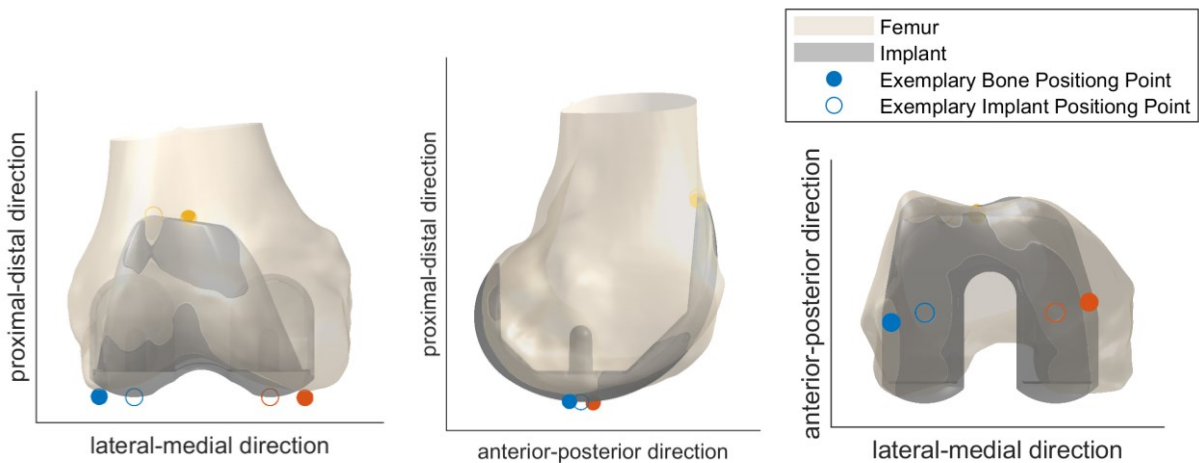 Femur
Implant
Exemplary Bone Positiong Point
Exemplary Implant Positiong Point
proximal-distal direction
lateral-medial direction
proximal-distal direction
anterior-posterior direction
anterior-posterior direction
lateral-medial direction